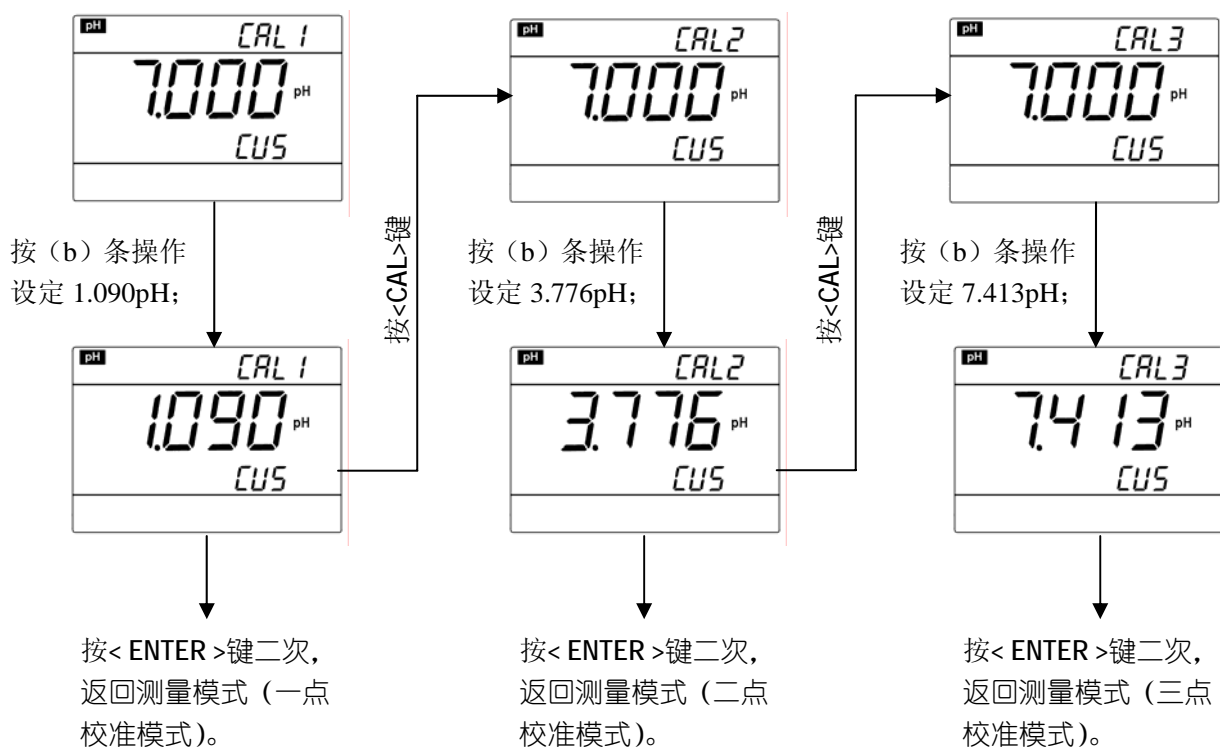 pH
CAL 1
7.000 pH
CUS
pH
CAL2
7.000 pH
CUS
pH
CAL3
7.000 pH
CUS
按（b）条操作
设定 1.090pH；
按<CAL>键
按（b）条操作
设定 3.776pH；
按<CAL>键
按（b）条操作
设定 7.413pH；
pH
CAL 1
1.090 pH
CUS
pH
CAL2
3.776 pH
CUS
pH
CAL3
7.413 pH
CUS
按< ENTER >键二次，
返回测量模式（一点
校准模式）。
按< ENTER >键二次，
返回测量模式（二点
校准模式）。
按< ENTER >键二次，
返回测量模式（三点
校准模式）。